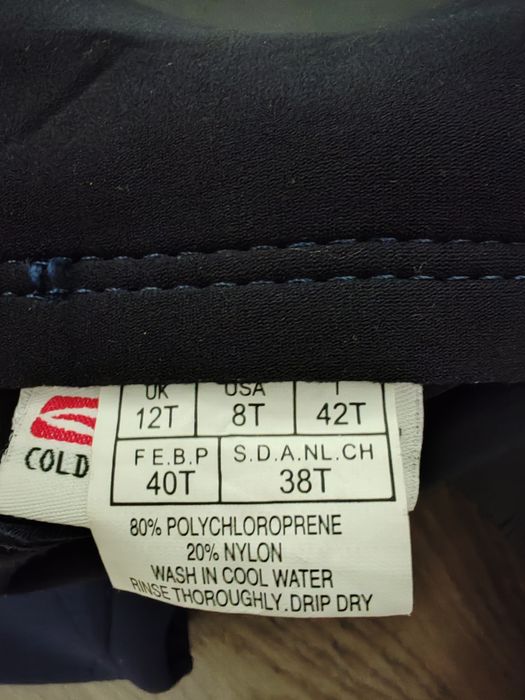 UK USA I
12T 8T 42T
F E.B.P S.D.A.NL.CH
40T 38T
COLD
80% POLYCHLOROPRENE
20% NYLON
WASH IN COOL WATER
RINSE THOROUGHLY.DRIP DRY